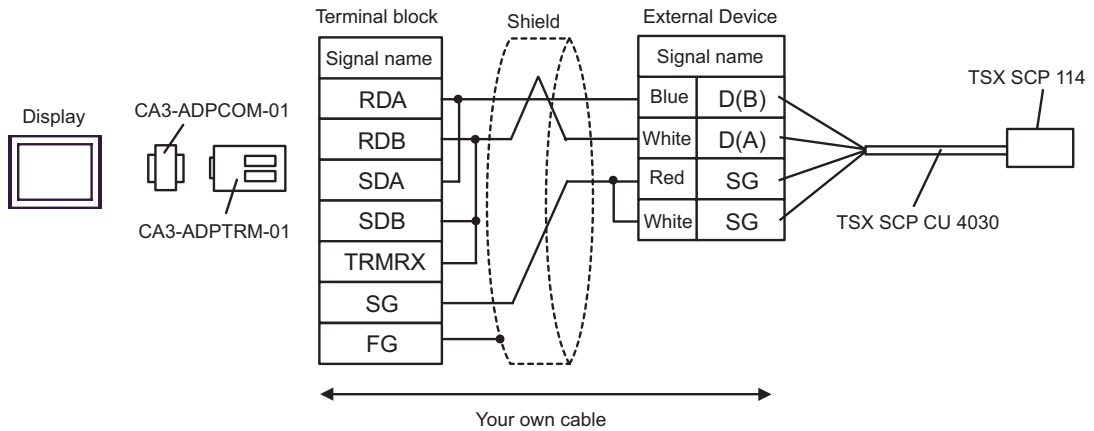 Terminal block
Shield
External Device
Signal name
Signal name
TSX SCP 114
Display
CA3-ADPCOM-01
RDA
Blue D(B)
RDB
White D(A)
SDA
Red SG
SDB
White SG
CA3-ADPTRM-01
TSX SCP CU 4030
TRMRX
SG
FG
Your own cable